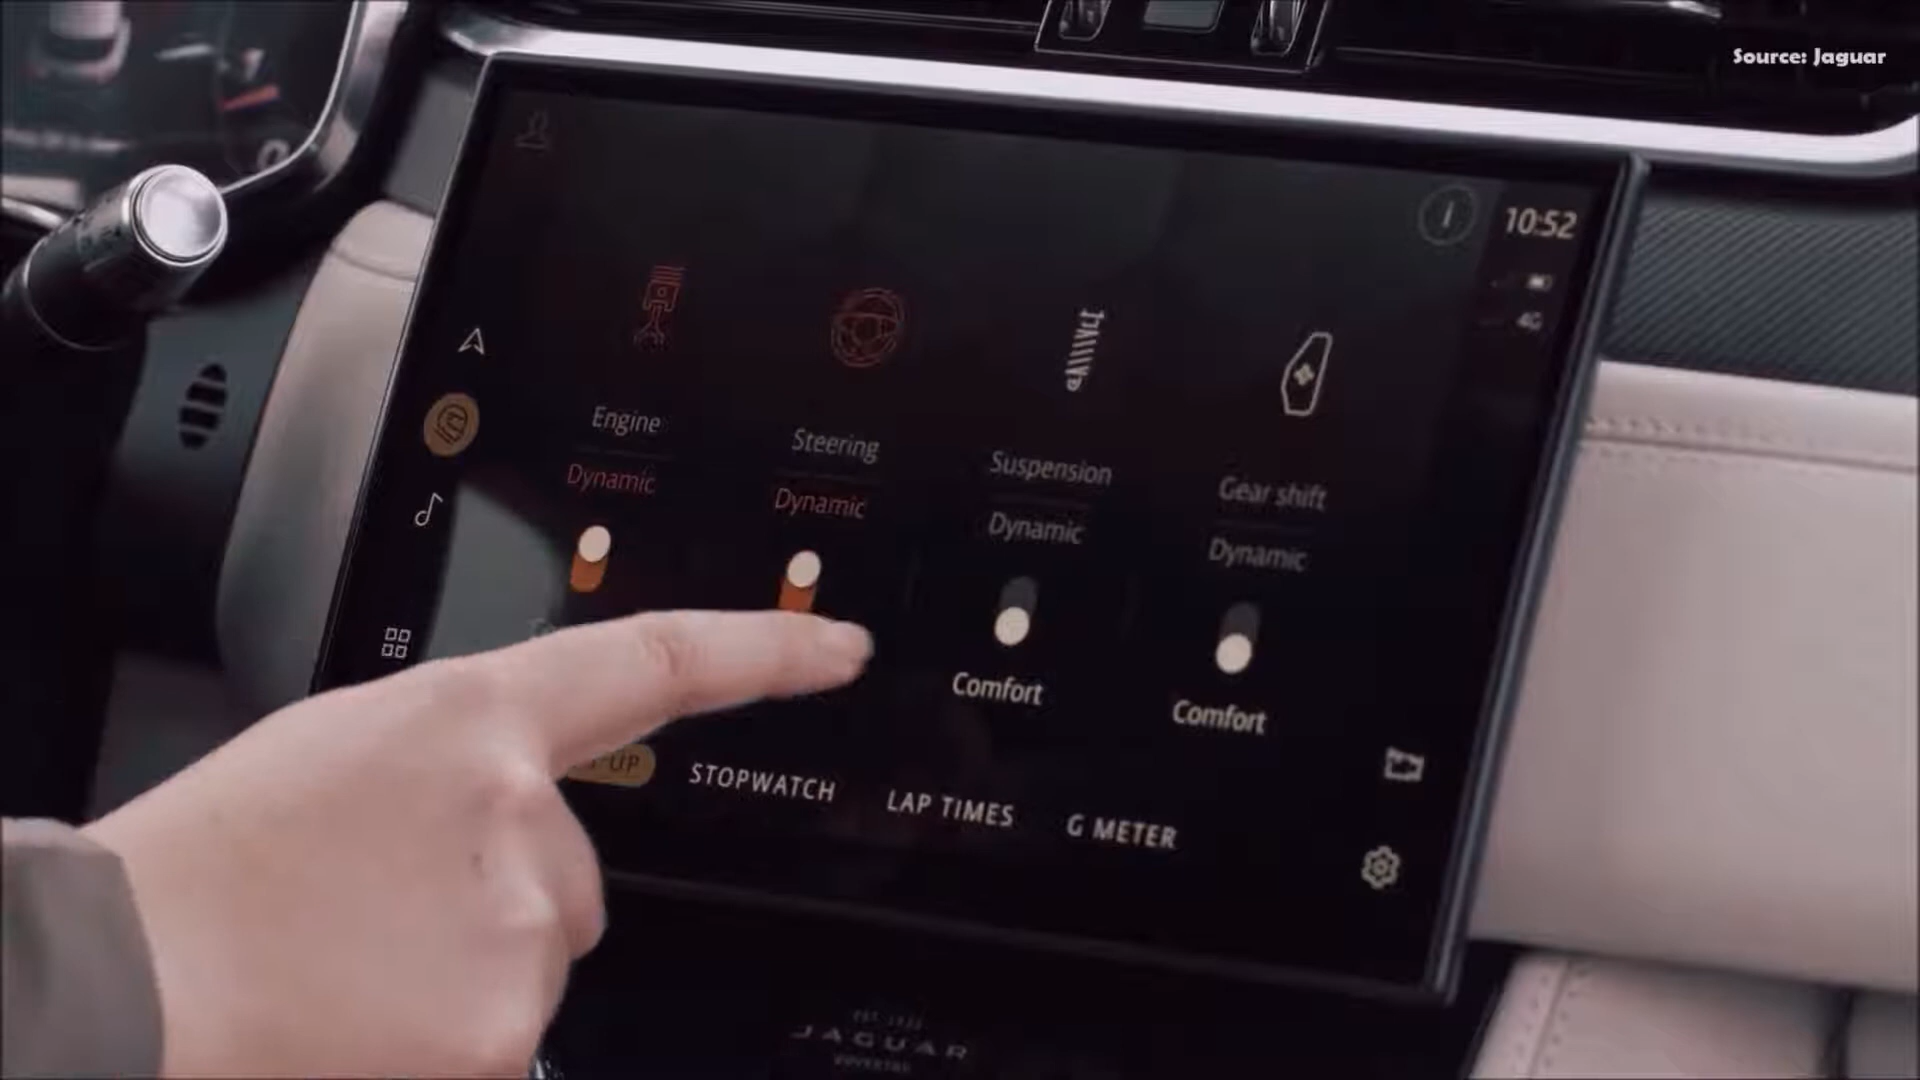 Source: Jaguar
10:52
4G
Engine
Steering
Suspension
Gear shift
Dynamic
Dynamic
Dynamic
Dynamic
Comfort
Comfort
STOPWATCH
LAP TIMES
G METER
JAGUAR